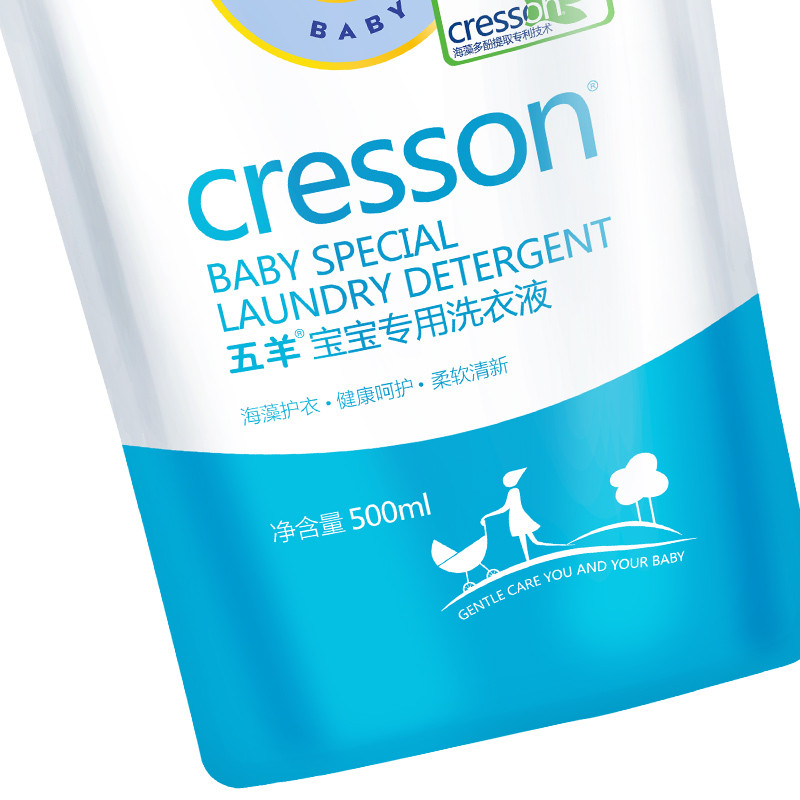 BABY
cresson
海藻多酚提取专利技术
cresson®
BABY SPECIAL
LAUNDRY DETERGENT
五羊® 宝宝专用洗衣液
海藻护衣·健康呵护·柔软清新
净含量 500ml
GENTLE CARE YOU AND YOUR BABY